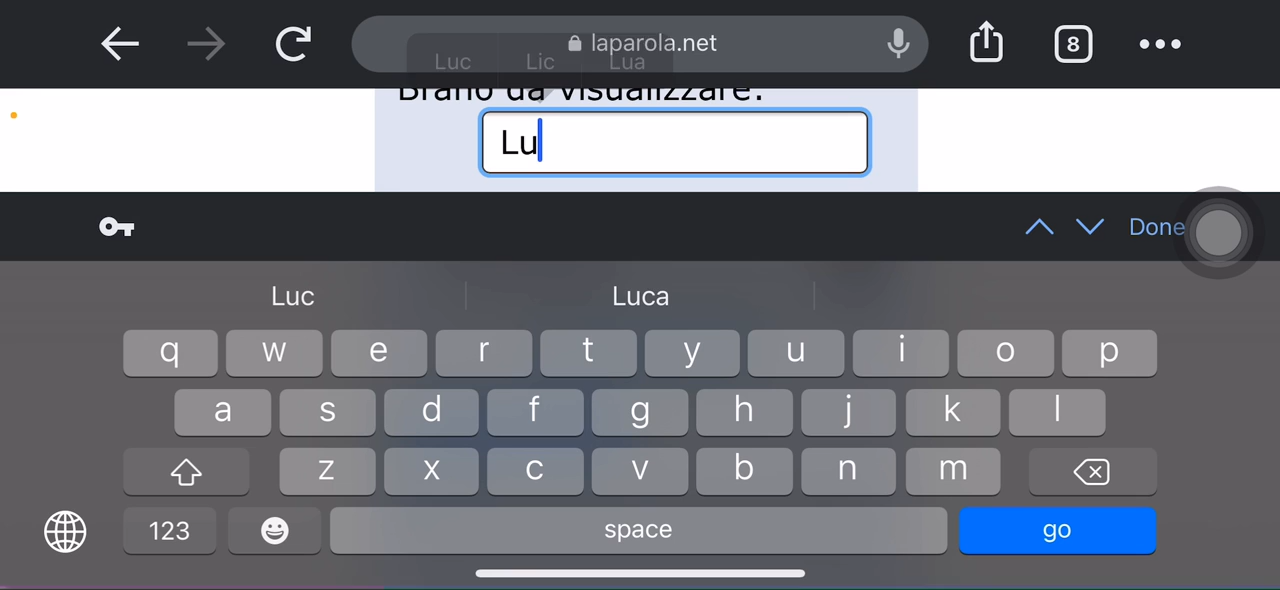 laparola.net
8
Luc Lic Lua
Brano da visualizzare:
Lu
Done
Luc Luca
q w e r t y u i o p
a s d f g h j k l
z x c v b n m
123 space go